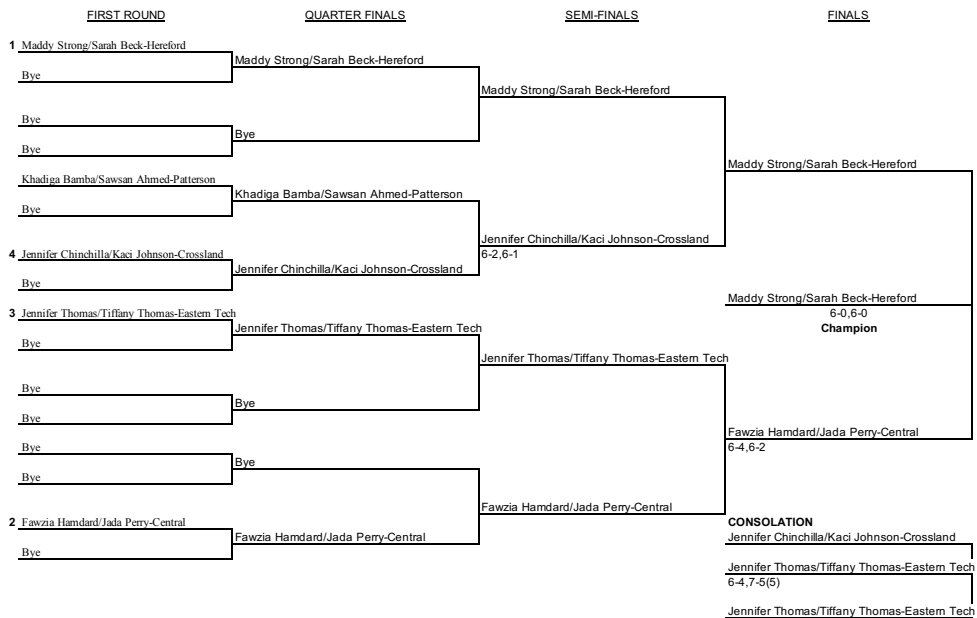 FIRST ROUND
QUARTER FINALS
SEMI-FINALS
FINALS
1 Maddy Strong/Sarah Beck-Hereford
Bye
Bye
Bye
Khadiga Bamba/Sawsan Ahmed-Patterson
Bye
4 Jennifer Chinchilla/Kaci Johnson-Crossland
Bye
3 Jennifer Thomas/Tiffany Thomas-Eastern Tech
Bye
Bye
Bye
Bye
Bye
2 Fawzia Hamdard/Jada Perry-Central
Bye
Maddy Strong/Sarah Beck-Hereford
Bye
Khadiga Bamba/Sawsan Ahmed-Patterson
Jennifer Chinchilla/Kaci Johnson-Crossland
Jennifer Thomas/Tiffany Thomas-Eastern Tech
Bye
Bye
Fawzia Hamdard/Jada Perry-Central
Maddy Strong/Sarah Beck-Hereford
Jennifer Chinchilla/Kaci Johnson-Crossland
6-2,6-1
Jennifer Thomas/Tiffany Thomas-Eastern Tech
Fawzia Hamdard/Jada Perry-Central
Maddy Strong/Sarah Beck-Hereford
Maddy Strong/Sarah Beck-Hereford
6-0,6-0
Champion
Fawzia Hamdard/Jada Perry-Central
6-4,6-2
CONSOLATION
Jennifer Chinchilla/Kaci Johnson-Crossland
Jennifer Thomas/Tiffany Thomas-Eastern Tech
6-4,7-5(5)
Jennifer Thomas/Tiffany Thomas-Eastern Tech